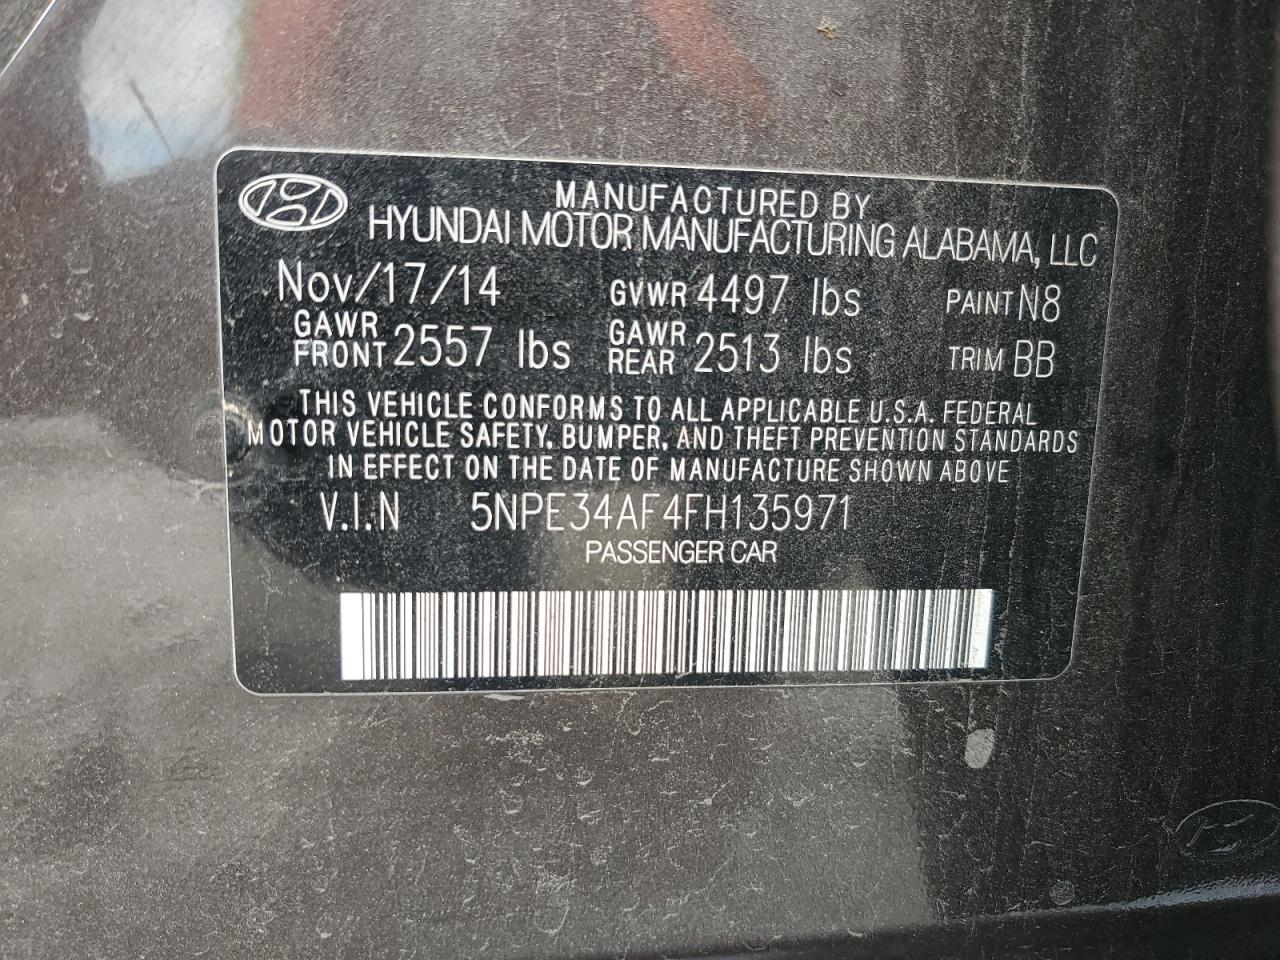 MANUFACTURED BY
HYUNDAI MOTOR MANUFACTURING ALABAMA, LLC
Nov/17/14 GVWR 4497 lbs PAINT N8
GAWR FRONT 2557 lbs GAWR REAR 2513 lbs TRIM BB
THIS VEHICLE CONFORMS TO ALL APPLICABLE U.S.A. FEDERAL
MOTOR VEHICLE SAFETY, BUMPER, AND THEFT PREVENTION STANDARDS
IN EFFECT ON THE DATE OF MANUFACTURE SHOWN ABOVE
V.I.N 5NPE34AF4FH135971
PASSENGER CAR